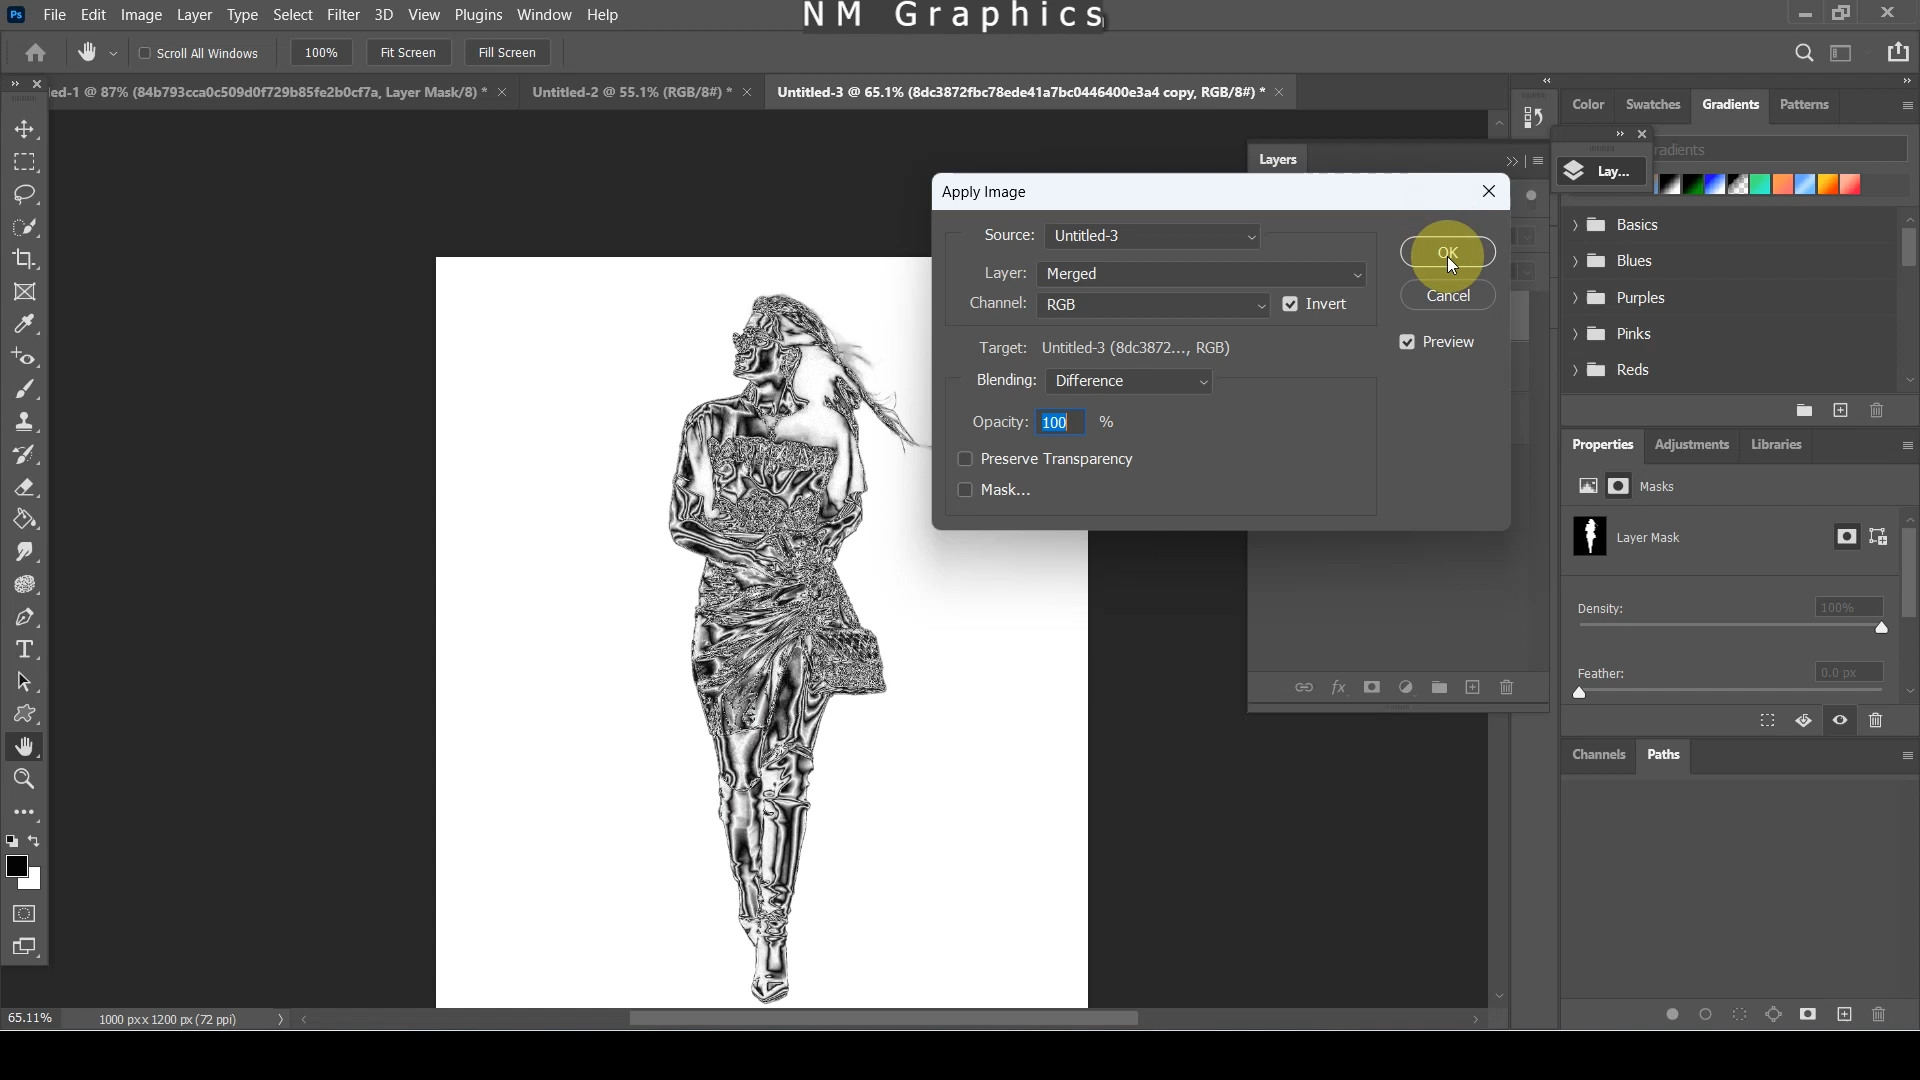 Ps File Edit Image Layer Type Select Filter 3D View Plugins Window Help
NM Graphics
Scroll All Windows 100% Fit Screen Fill Screen
ed-1 @ 87% (84b793cca0c509d0f729b85fe2b0cf7a, Layer Mask/8) * Untitled-2 @ 55.1% (RGB/8#) * Untitled-3 @ 65.1% (8dc3872fbc78ede41a7bc0446400e3a4 copy, RGB/8#) *
Color Swatches Gradients Patterns
Layers
radients
Lay...
Apply Image
Source: Untitled-3
OK
Layer: Merged
Cancel
Channel: RGB Invert
Preview
Target: Untitled-3 (8dc3872..., RGB)
Blending: Difference
Opacity: 100 %
Preserve Transparency
Mask...
Basics
Blues
Purples
Pinks
Reds
Properties Adjustments Libraries
Masks
Layer Mask
Density: 100%
Feather: 0.0 px
fx
Channels Paths
T
65.11% 1000 px x 1200 px (72 ppi)